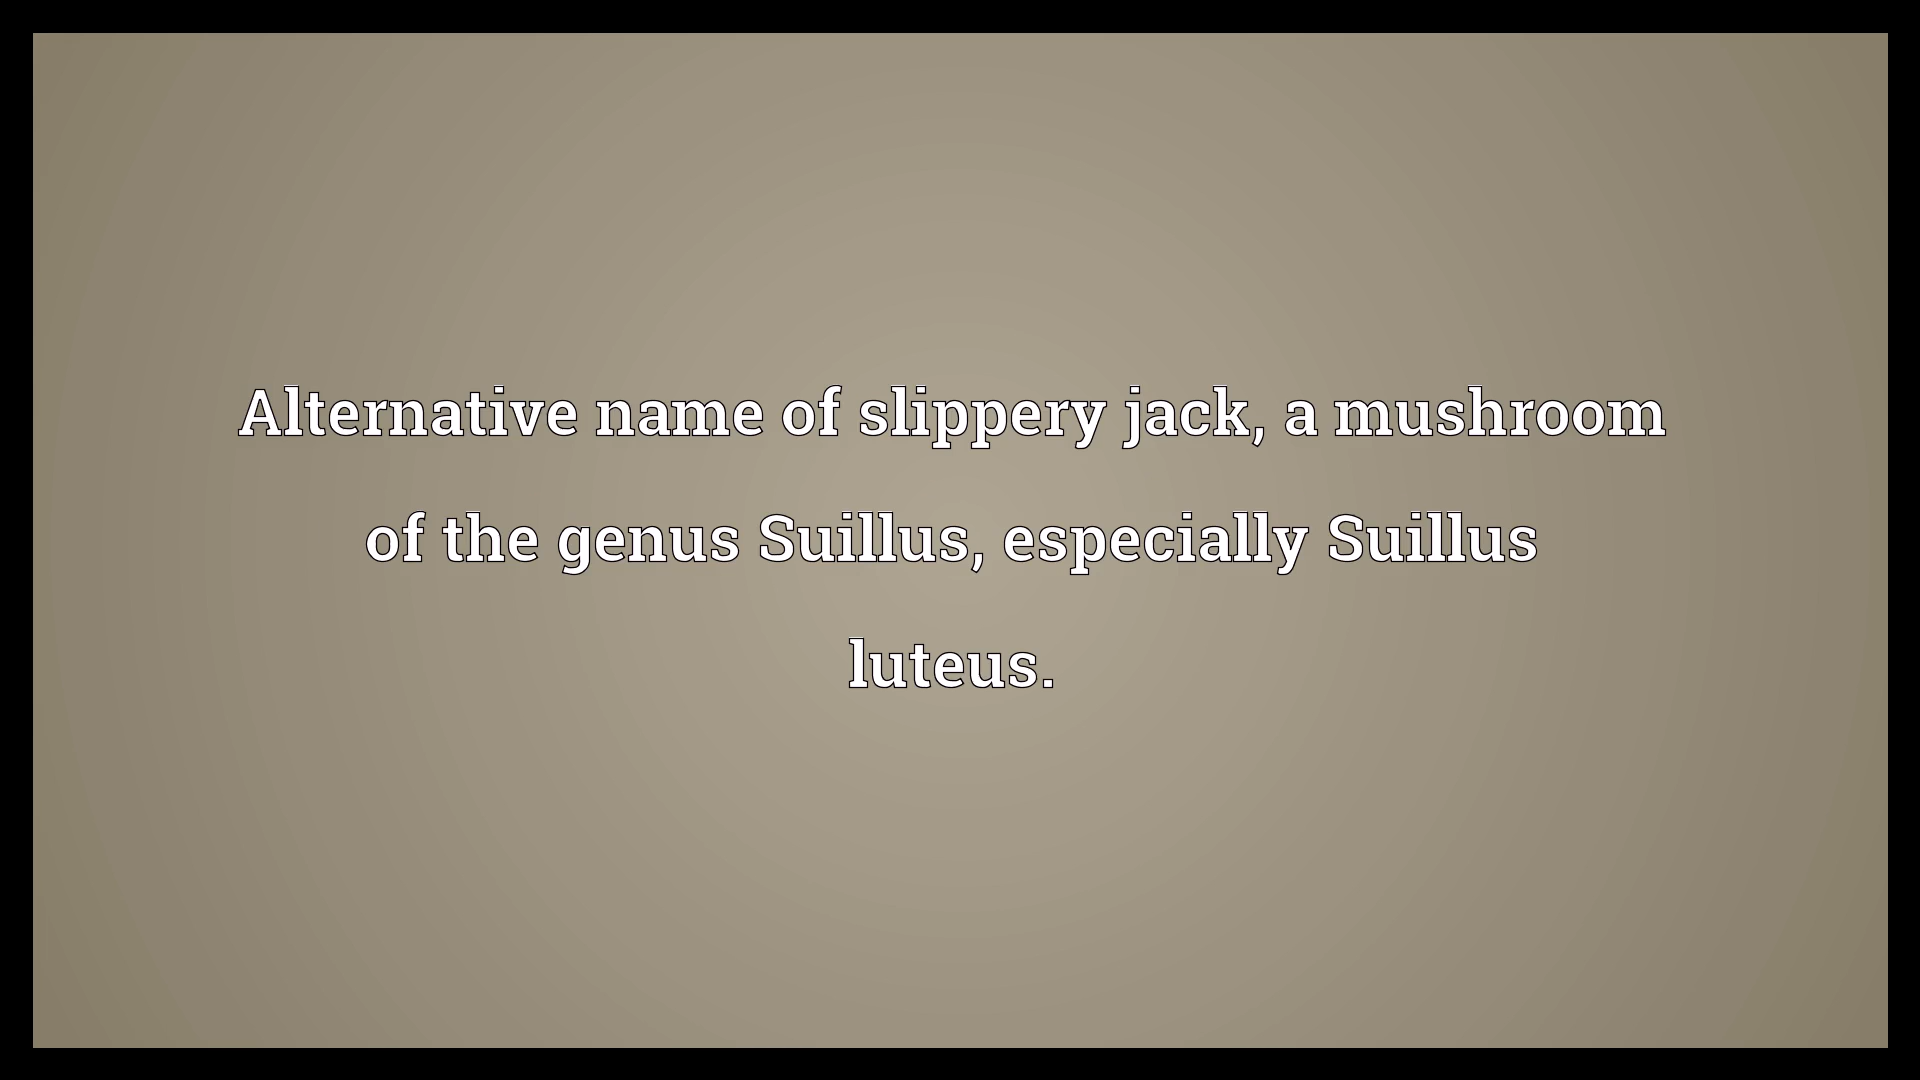 Alternative name of slippery jack, a mushroom
of the genus Suillus, especially Suillus
luteus.